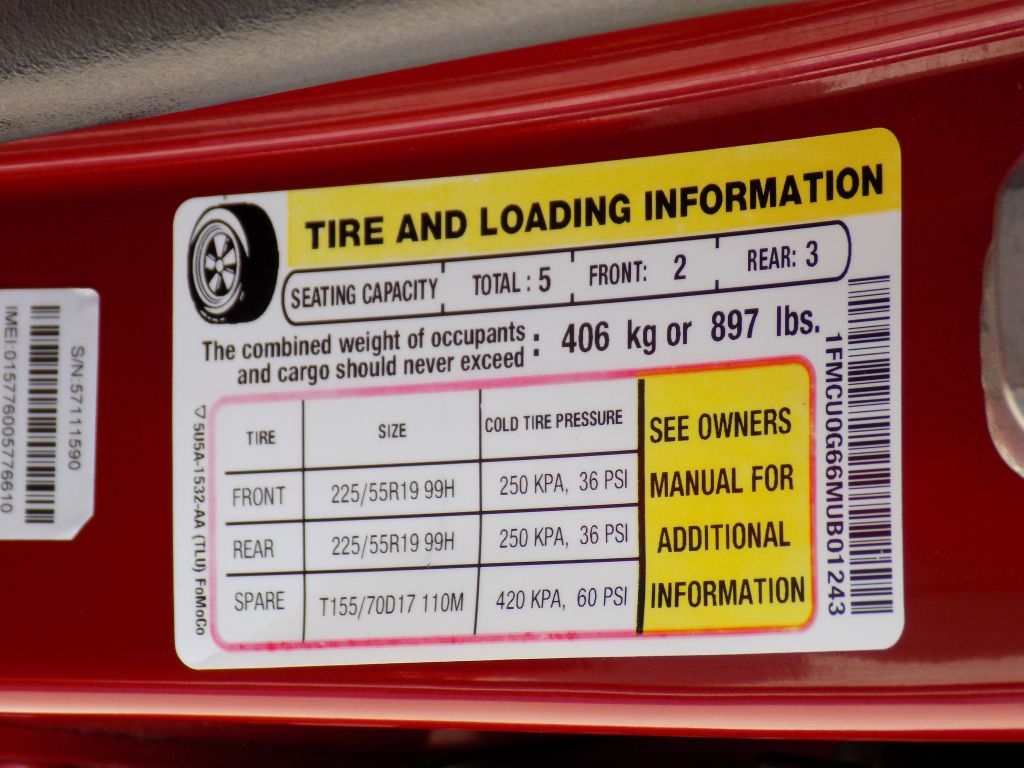 TIRE AND LOADING INFORMATION
SEATING CAPACITY TOTAL : 5 FRONT: 2 REAR: 3
The combined weight of occupants
and cargo should never exceed : 406 kg or 897 lbs.
TIRE SIZE COLD TIRE PRESSURE
FRONT 225/55R19 99H 250 KPA, 36 PSI
REAR 225/55R19 99H 250 KPA, 36 PSI
SPARE T155/70D17 110M 420 KPA, 60 PSI
SEE OWNERS
MANUAL FOR
ADDITIONAL
INFORMATION
1FMCU0G66MUB01243
▽5U5A-1532-AA (TLU) FoMoCo
S/N:57111590
IMEI:015776005776610